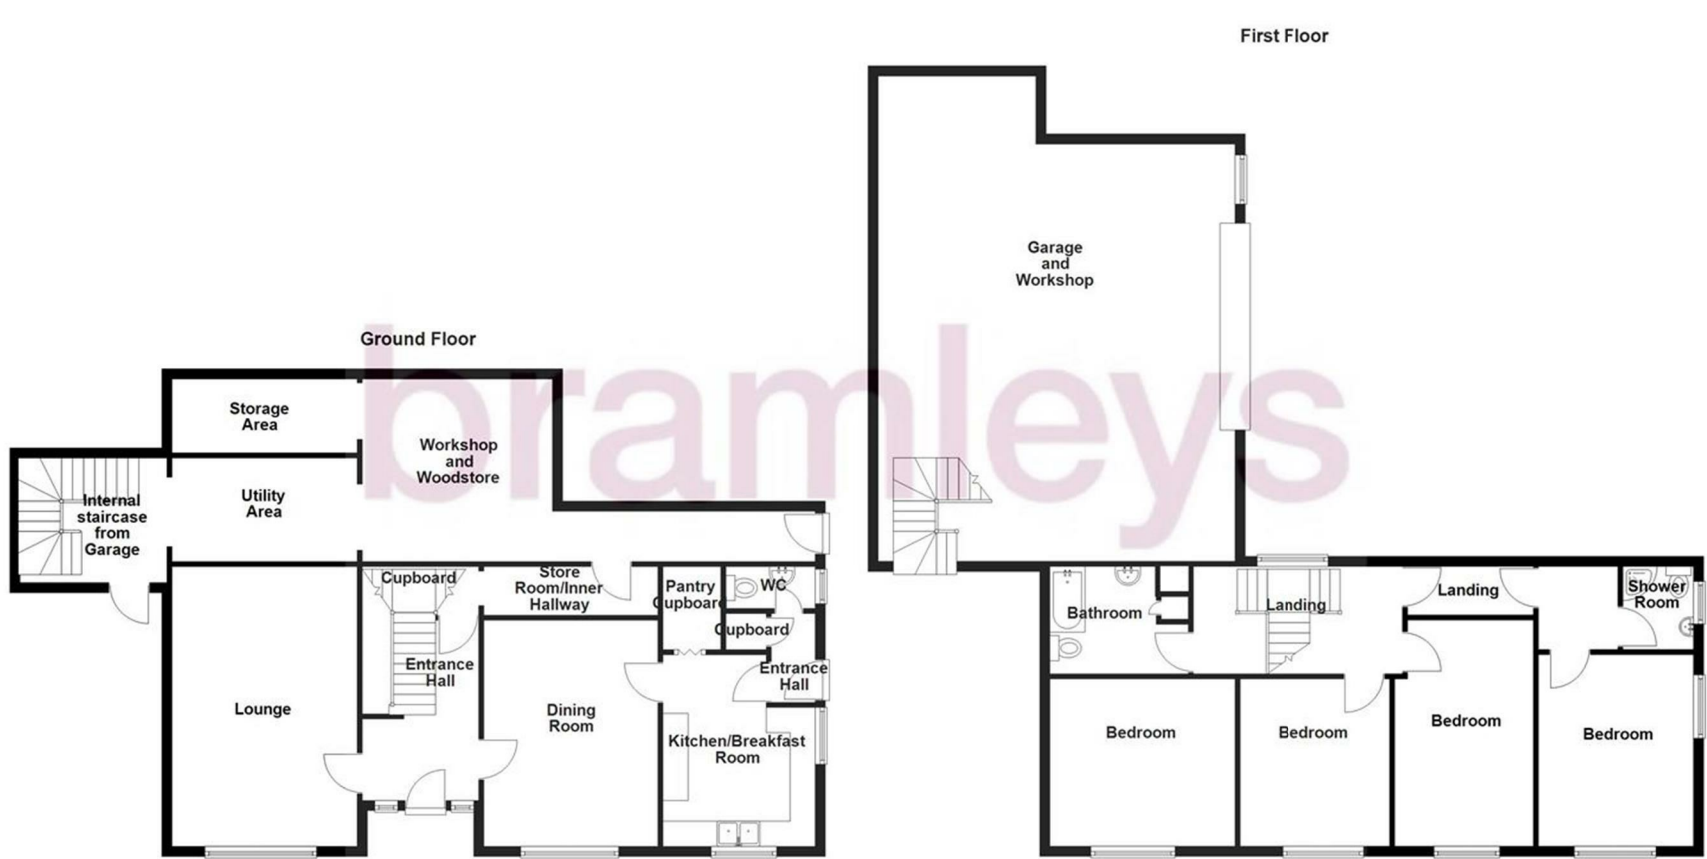 First Floor
Garage
and
Workshop
Ground Floor
bramleys
Storage
Area
Workshop
and
Woodstore
Utility
Area
Internal
staircase
from
Garage
Cupboard
Store
Room/Inner
Hallway
Pantry
Cupboard
WC
Cupboard
Entrance
Hall
Entrance
Hall
Lounge
Dining
Room
Kitchen/Breakfast
Room
Bathroom
Landing
Landing
Shower
Room
Bedroom
Bedroom
Bedroom
Bedroom